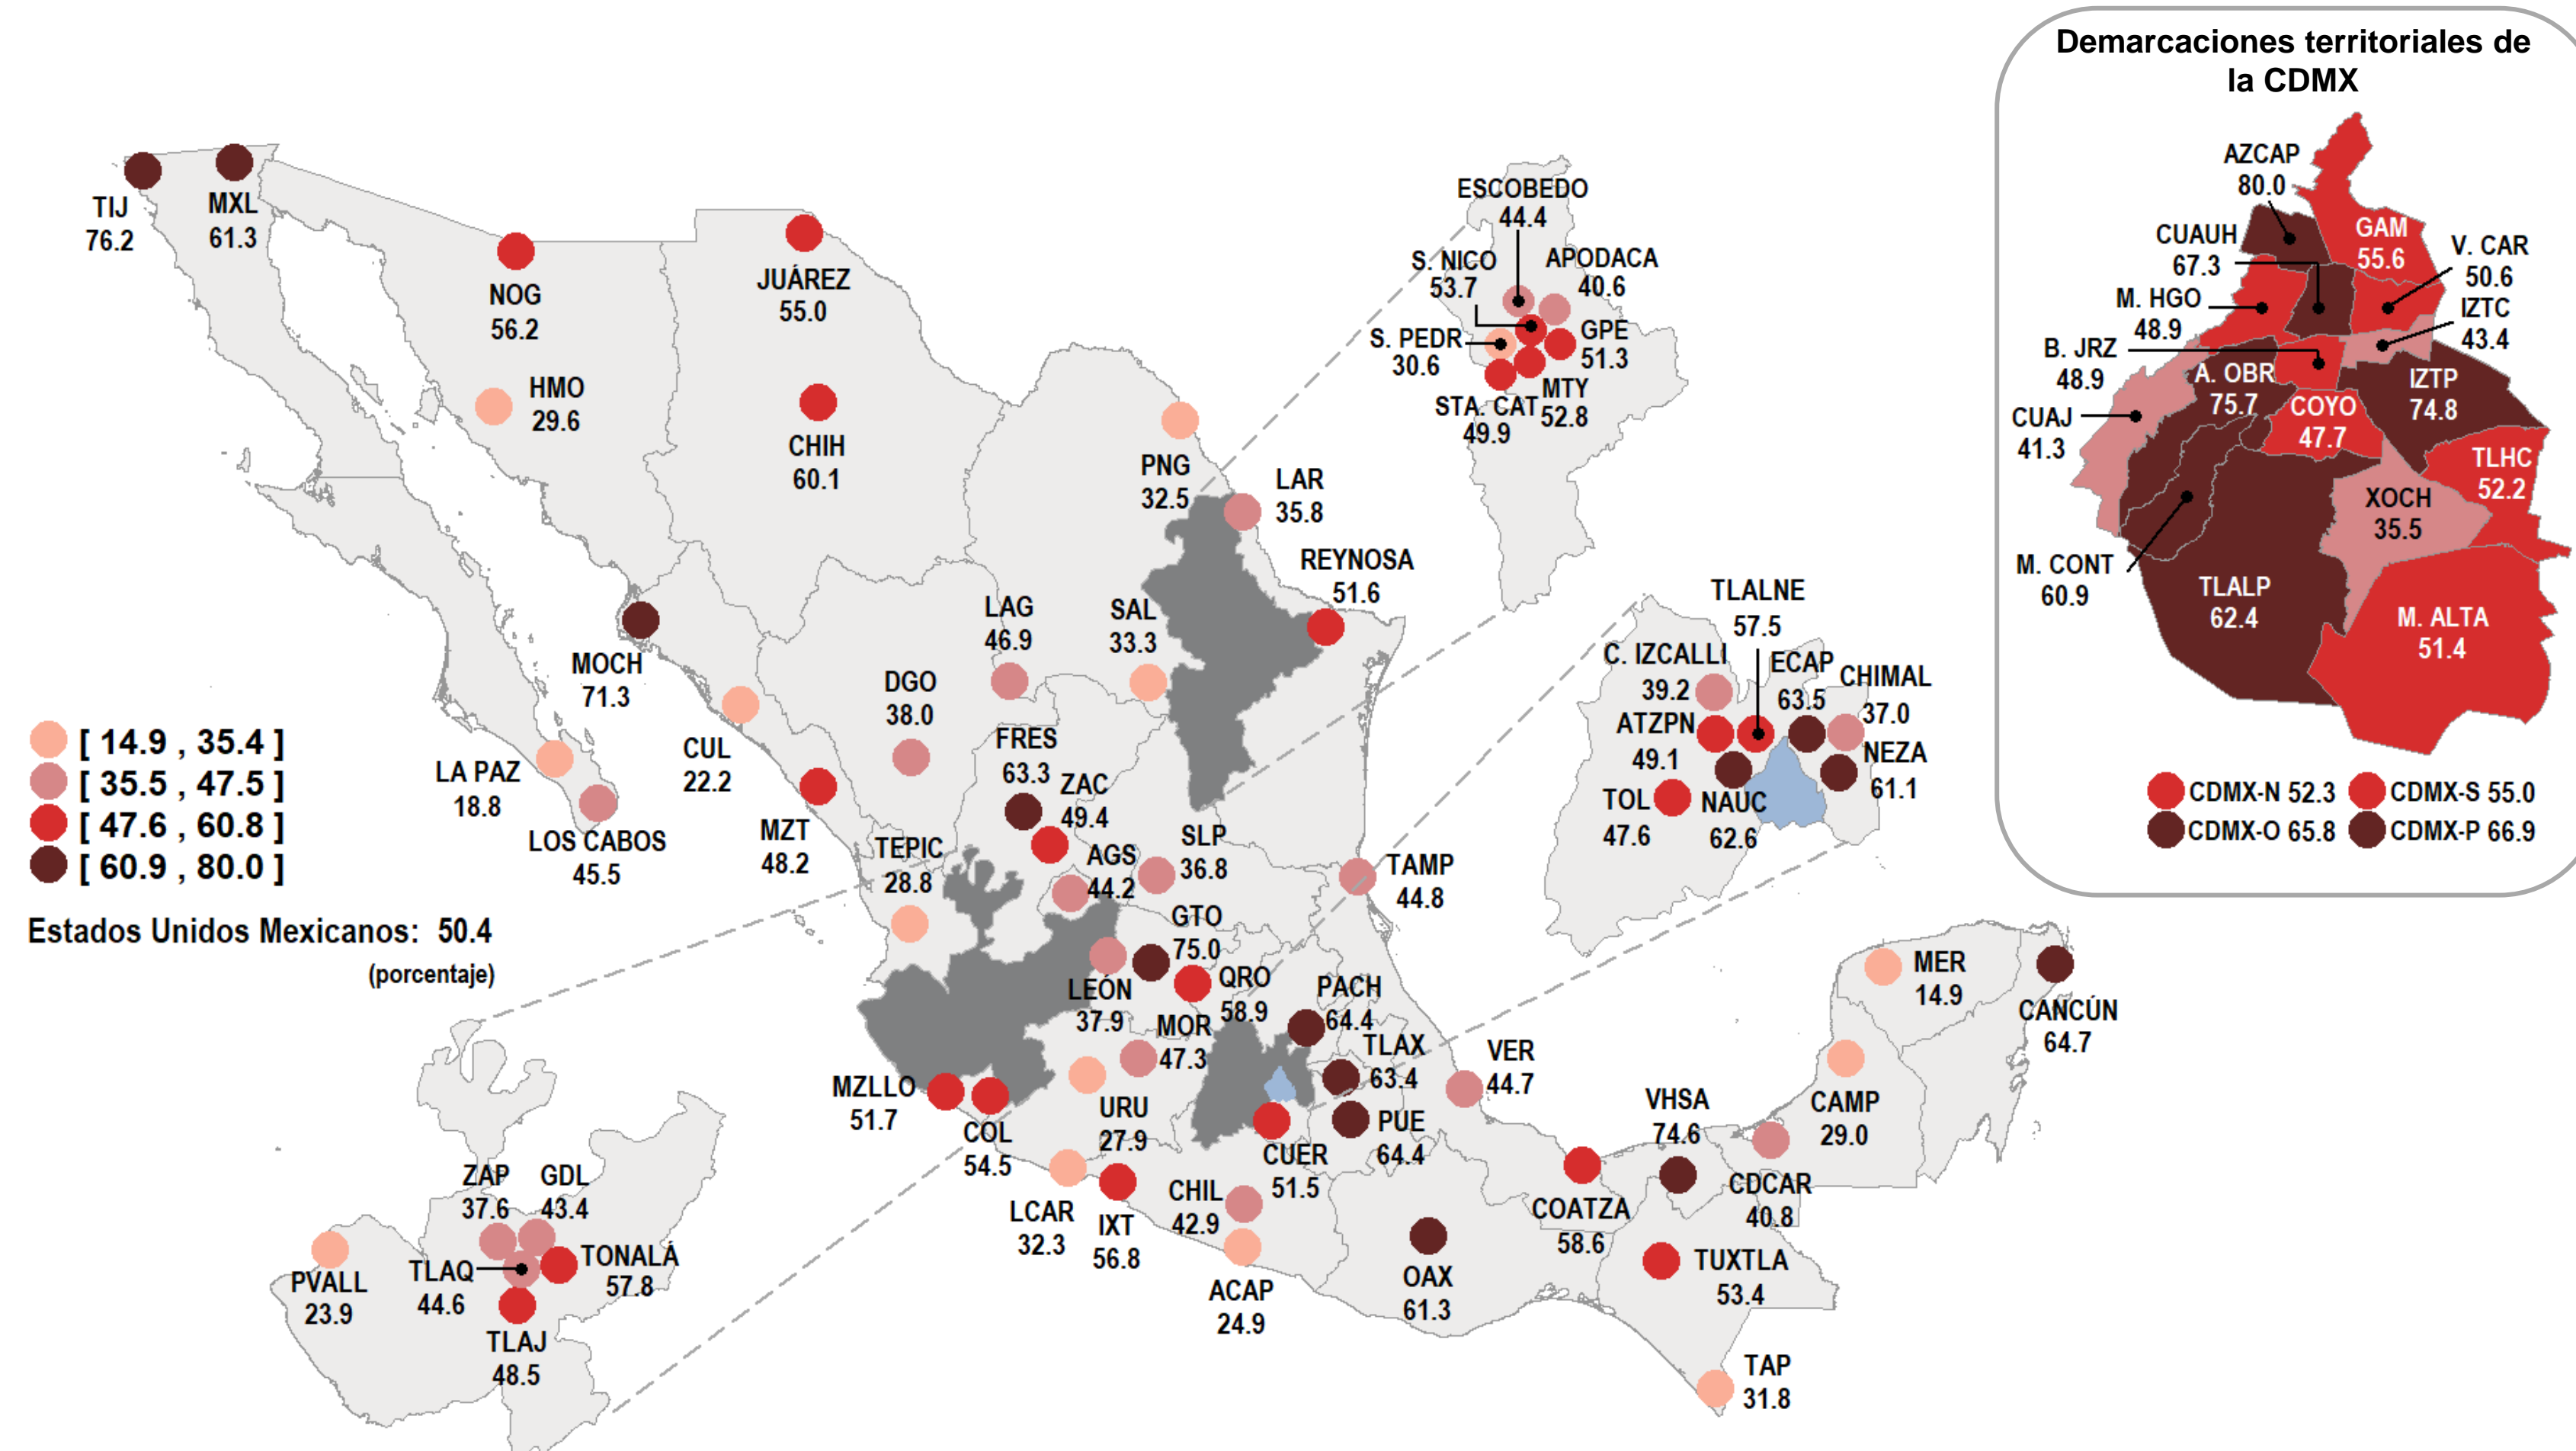 Demarcaciones territoriales de
la CDMX
AZCAP
80.0
CUAUH
67.3
GAM
55.6
V. CAR
50.6
M. HGO
48.9
IZTC
43.4
B. JRZ
48.9
A. OBR
75.7
IZTP
74.8
CUAJ
41.3
COYO
47.7
TLHC
52.2
XOCH
35.5
M. CONT
60.9
TLALP
62.4
M. ALTA
51.4
CDMX-N 52.3
CDMX-S 55.0
CDMX-O 65.8
CDMX-P 66.9
TIJ
76.2
MXL
61.3
NOG
56.2
JUÁREZ
55.0
HMO
29.6
CHIH
60.1
ESCOBEDO
44.4
S. NICO
53.7
APODACA
40.6
S. PEDR
30.6
GPE
51.3
MTY
52.8
STA. CAT
49.9
PNG
32.5
LAR
35.8
REYNOSA
51.6
LAG
46.9
SAL
33.3
MOCH
71.3
DGO
38.0
CUL
22.2
LA PAZ
18.8
LOS CABOS
45.5
MZT
48.2
FRES
63.3
ZAC
49.4
TEPIC
28.8
AGS
44.2
SLP
36.8
TAMP
44.8
TLALNE
57.5
C. IZCALLI
39.2
ECAP
63.5
CHIMAL
37.0
ATZPN
49.1
NEZA
61.1
TOL
47.6
NAUC
62.6
[ 14.9 , 35.4 ]
[ 35.5 , 47.5 ]
[ 47.6 , 60.8 ]
[ 60.9 , 80.0 ]
Estados Unidos Mexicanos: 50.4
(porcentaje)
GTO
75.0
LEÓN
37.9
QRO
58.9
PACH
64.4
MOR
47.3
TLAX
63.4
MZLLO
51.7
COL
54.5
URU
27.9
CUER
51.5
PUE
64.4
VER
44.7
MER
14.9
CANCÚN
64.7
CAMP
29.0
VHSA
74.6
CDCAR
40.8
COATZA
58.6
LCAR
32.3
IXT
56.8
CHIL
42.9
ACAP
24.9
OAX
61.3
TUXTLA
53.4
TAP
31.8
ZAP
37.6
GDL
43.4
PVALL
23.9
TLAQ
44.6
TONALÁ
57.8
TLAJ
48.5